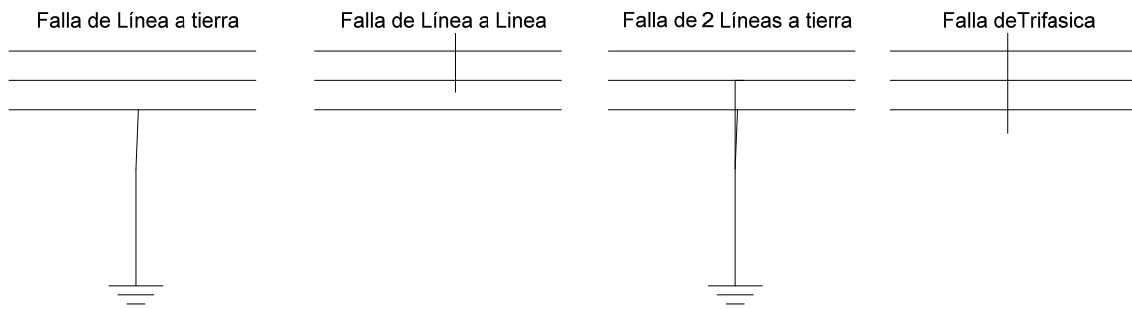 Falla de Línea a tierra
Falla de Línea a Linea
Falla de 2 Líneas a tierra
Falla deTrifasica